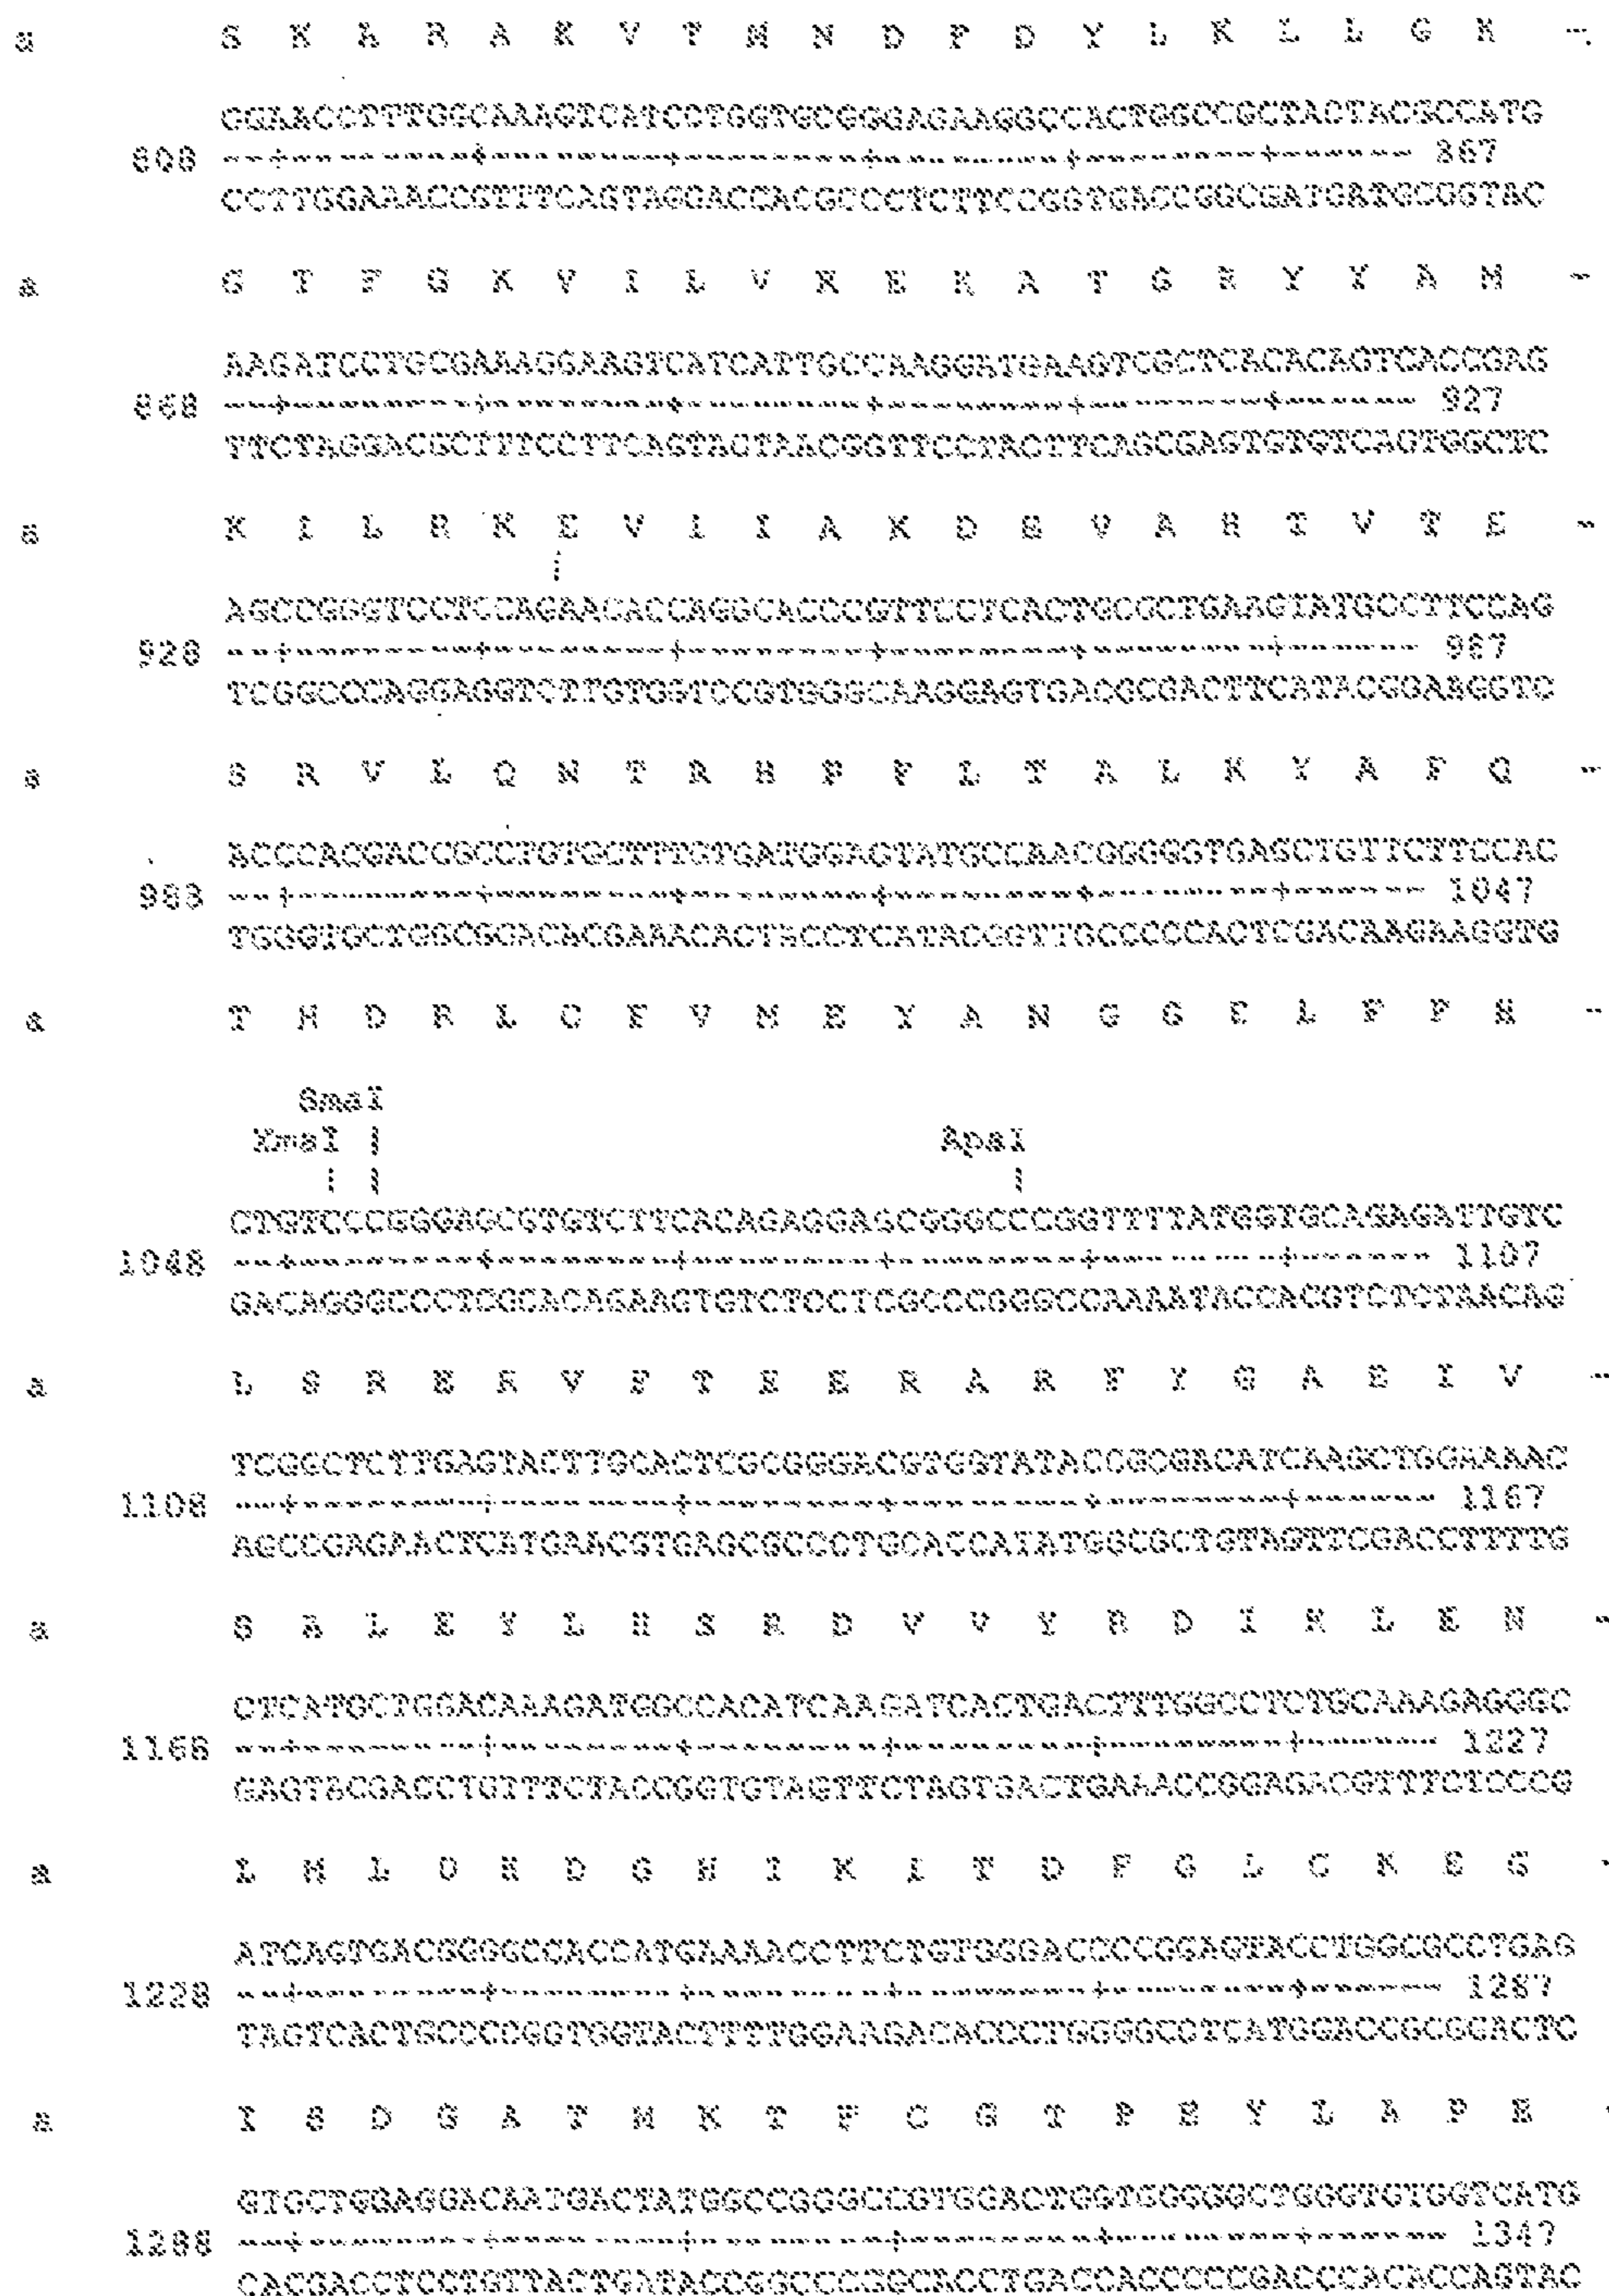 a S K A R A K V T M N D F D Y L K L L G K -
GGAACCTTTGGCAAAGTCATCCTGGTGCGGGAGAAGGCCACTGGCCGCTACTACGCCATG
808 --+---------+---------+---------+---------+---------+------- 867
CCTTGGAAACCGTTTCAGTAGGACCACGCCCTCTTCCGGTGACCGGCGATGATGCGGTAC
a G T F G K V I L V R E K A T G R Y Y A M -
AAGATCCTGCGAAAGGAAGTCATCATTGCCAAGGATGAAGTCGCTCACACAGTCACCGAG
868 --+---------+---------+---------+---------+---------+------- 927
TTCTAGGACGCTTTCCTTCAGTAGTAACGGTTCCTACTTCAGCGAGTGTGTCAGTGGCTC
a K I L R K E V I I A K D E V A H T V T E -
AGCCGGGTCCTCCAGAACACCAGGCACCCGTTCCTCACTGCGCTGAAGTATGCCTTCCAG
928 --+---------+---------+---------+---------+---------+------- 987
TCGGCCCAGGAGGTCTTGTGGTCCGTGGGCAAGGAGTGACGCGACTTCATACGGAAGGTC
a S R V L Q N T R H P F L T A L K Y A F Q -
ACCCACGACCGCCTGTGCTTTGTGATGGAGTATGCCAACGGGGGTGAGCTGTTCTTCCAC
988 --+---------+---------+---------+---------+---------+------- 1047
TGGGTGCTGGCGGACACGAAACACTACCTCATACGGTTGCCCCCACTCGACAAGAAGGTG
a T H D R L C F V M E Y A N G G E L F F H -
SmaI
XmaI | ApaI
CTGTCCCGGGAGCGTGTCTTCACAGAGGAGCGGGCCCGGTTTTATGGTGCAGAGATTGTC
1048 --+---------+---------+---------+---------+---------+------- 1107
GACAGGGCCCTCGCACAGAAGTGTCTCCTCGCCCGGGCCAAAATACCACGTCTCTAACAG
a L S R E R V F T E E R A R F Y G A E I V -
TCGGCTCTTGAGTACTTGCACTCGCGGGACGTGGTATACCGCGACATCAAGCTGGAAAAC
1108 --+---------+---------+---------+---------+---------+------- 1167
AGCCGAGAACTCATGAACGTGAGCGCCCTGCACCATATGGCGCTGTAGTTCGACCTTTTG
a S A L E Y L H S R D V V Y R D I K L E N -
CTCATGCTGGACAAAGATGGCCACATCAAGATCACTGACTTTGGCCTCTGCAAAGAGGGC
1168 --+---------+---------+---------+---------+---------+------- 1227
GAGTACGACCTGTTTCTACCGGTGTAGTTCTAGTGACTGAAACCGGAGACGTTTCTCCCG
a L M L D K D G H I K I T D F G L C K E G -
ATCAGTGACGGGGCCACCATGAAAACCTTCTGTGGGACCCCGGAGTACCTGGCGCCTGAG
1228 --+---------+---------+---------+---------+---------+------- 1287
TAGTCACTGCCCCGGTGGTACTTTTGGAAGACACCCTGGGGCCTCATGGACCGCGGACTC
a I S D G A T M K T F C G T P E Y L A P E -
GTGCTGGAGGACAATGACTATGGCCGGGCCGTGGACTGGTGGGGGCTGGGTGTGGTCATG
1288 --+---------+---------+---------+---------+---------+------- 1347
CACGACCTCCTGTTACTGATACCGGCCCGGCACCTGACCACCCCCGACCCACACCAGTAC